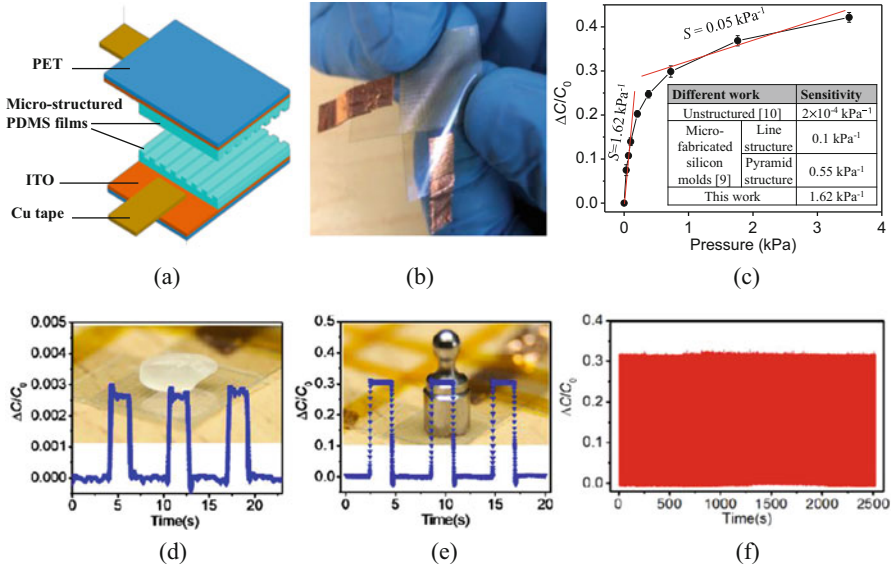 PET
Micro-structured
PDMS films
ITO
Cu tape
(a)
(b)
ΔC/C0
0.4
0.3
0.2
0.1
0.0
S=1.62 kPa-1
S = 0.05 kPa-1
Different work Sensitivity
Unstructured [10] 2×10-4 kPa-1
Micro-
fabricated
silicon
molds [9]
Line
structure
0.1 kPa-1
Pyramid
structure
0.55 kPa-1
This work 1.62 kPa-1
0 1 2 3 4
Pressure (kPa)
(c)
ΔC/C0
0.005
0.004
0.003
0.002
0.001
0.000
0 5 10 15 20
Time(s)
(d)
ΔC/C0
0.5
0.4
0.3
0.2
0.1
0.0
0 5 10 15 20
Time(s)
(e)
ΔC/C0
0.4
0.3
0.2
0.1
0.0
0 500 1000 1500 2000 2500
Time(s)
(f)